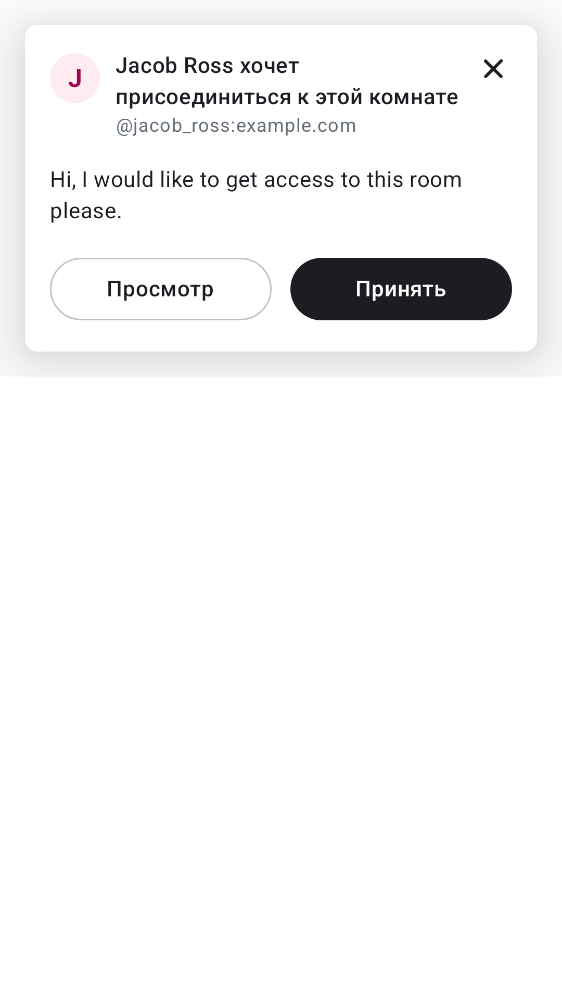 J
Jacob Ross хочет
присоединиться к этой комнате
@jacob_ross:example.com
Hi, I would like to get access to this room
please.
Просмотр
Принять